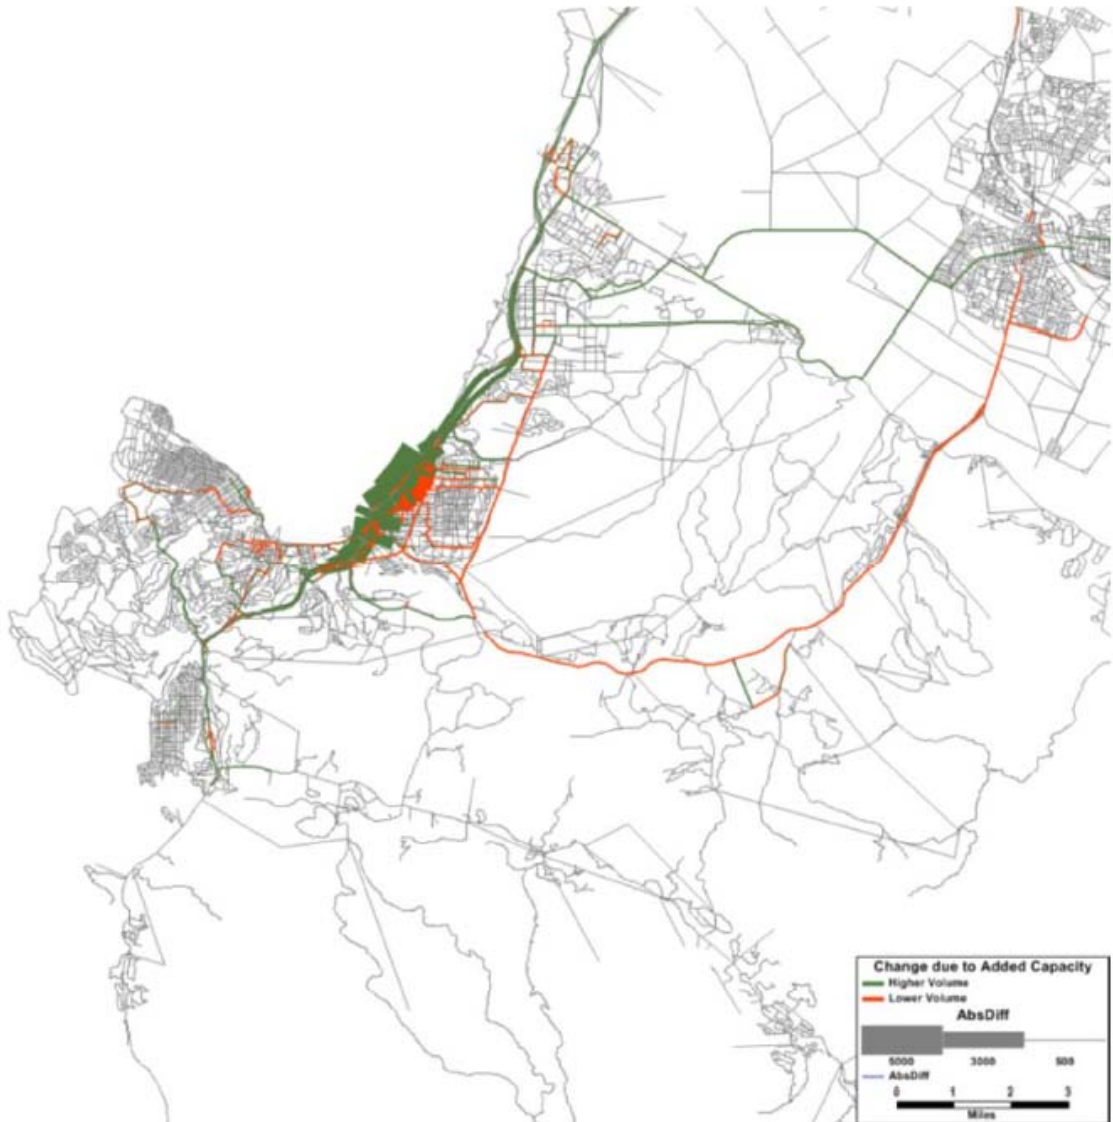 Change due to Added Capacity
Higher Volume
Lower Volume
AbsDiff
5000 3000 500
AbsDiff
0 1 2 3
Miles